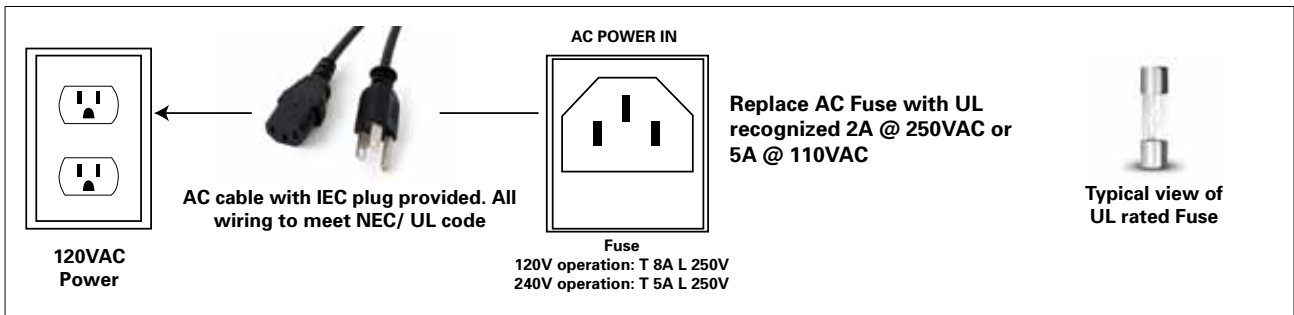 AC POWER IN
Replace AC Fuse with UL
recognized 2A @ 250VAC or
5A @ 110VAC
AC cable with IEC plug provided. All
wiring to meet NEC/ UL code
Typical view of
UL rated Fuse
120VAC
Power
Fuse
120V operation: T 8A L 250V
240V operation: T 5A L 250V